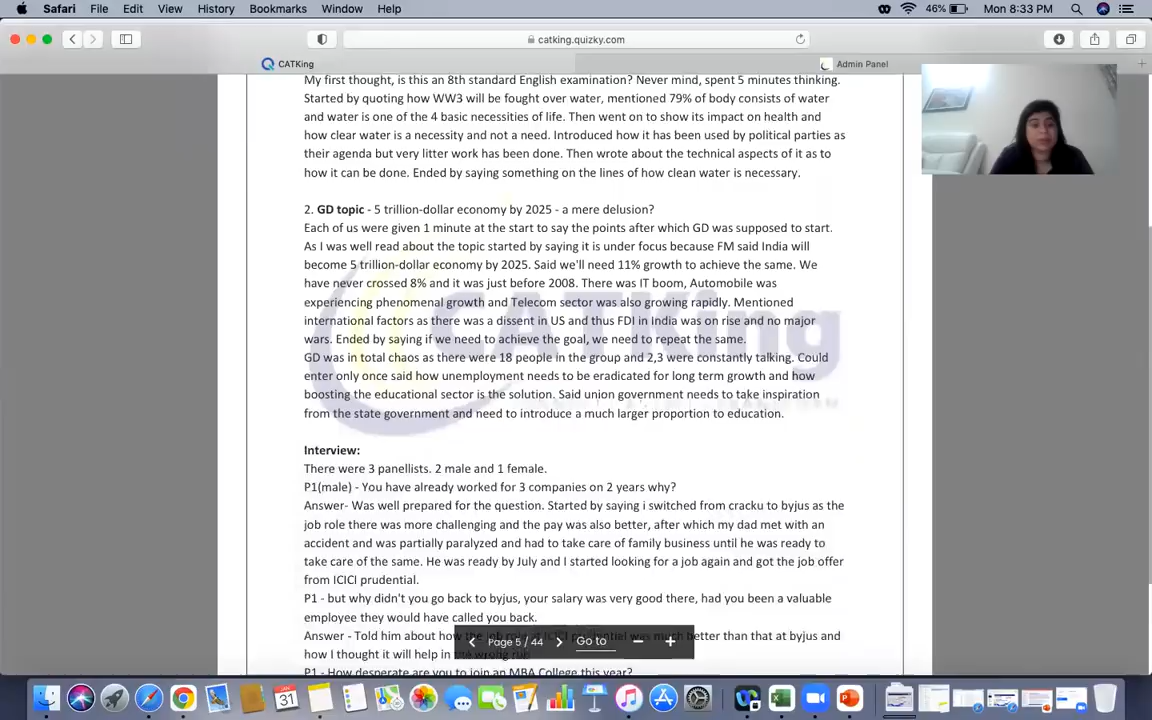 Safari File Edit View History Bookmarks Window Help 46% Mon 8:33 PM
catking.quizky.com
CATKing Admin Panel
My first thought, is this an 8th standard English examination? Never mind, spent 5 minutes thinking.
Started by quoting how WW3 will be fought over water, mentioned 79% of body consists of water
and water is one of the 4 basic necessities of life. Then went on to show its impact on health and
how clear water is a necessity and not a need. Introduced how it has been used by political parties as
their agenda but very litter work has been done. Then wrote about the technical aspects of it as to
how it can be done. Ended by saying something on the lines of how clean water is necessary.
2. GD topic - 5 trillion-dollar economy by 2025 - a mere delusion?
Each of us were given 1 minute at the start to say the points after which GD was supposed to start.
As I was well read about the topic started by saying it is under focus because FM said India will
become 5 trillion-dollar economy by 2025. Said we'll need 11% growth to achieve the same. We
have never crossed 8% and it was just before 2008. There was IT boom, Automobile was
experiencing phenomenal growth and Telecom sector was also growing rapidly. Mentioned
international factors as there was a dissent in US and thus FDI in India was on rise and no major
wars. Ended by saying if we need to achieve the goal, we need to repeat the same.
GD was in total chaos as there were 18 people in the group and 2,3 were constantly talking. Could
enter only once said how unemployment needs to be eradicated for long term growth and how
boosting the educational sector is the solution. Said union government needs to take inspiration
from the state government and need to introduce a much larger proportion to education.
CATKing
Interview:
There were 3 panellists. 2 male and 1 female.
P1(male) - You have already worked for 3 companies on 2 years why?
Answer- Was well prepared for the question. Started by saying i switched from cracku to byjus as the
job role there was more challenging and the pay was also better, after which my dad met with an
accident and was partially paralyzed and had to take care of family business until he was ready to
take care of the same. He was ready by July and I started looking for a job again and got the job offer
from ICICI prudential.
P1 - but why didn't you go back to byjus, your salary was very good there, had you been a valuable
employee they would have called you back.
Answer - Told him about how the job role at ICICI prudential was much better than that at byjus and
how I thought it will help in
Page 5 / 44 Go to
P1 - How desperate are you to join an MBA College this year?
JAN 31